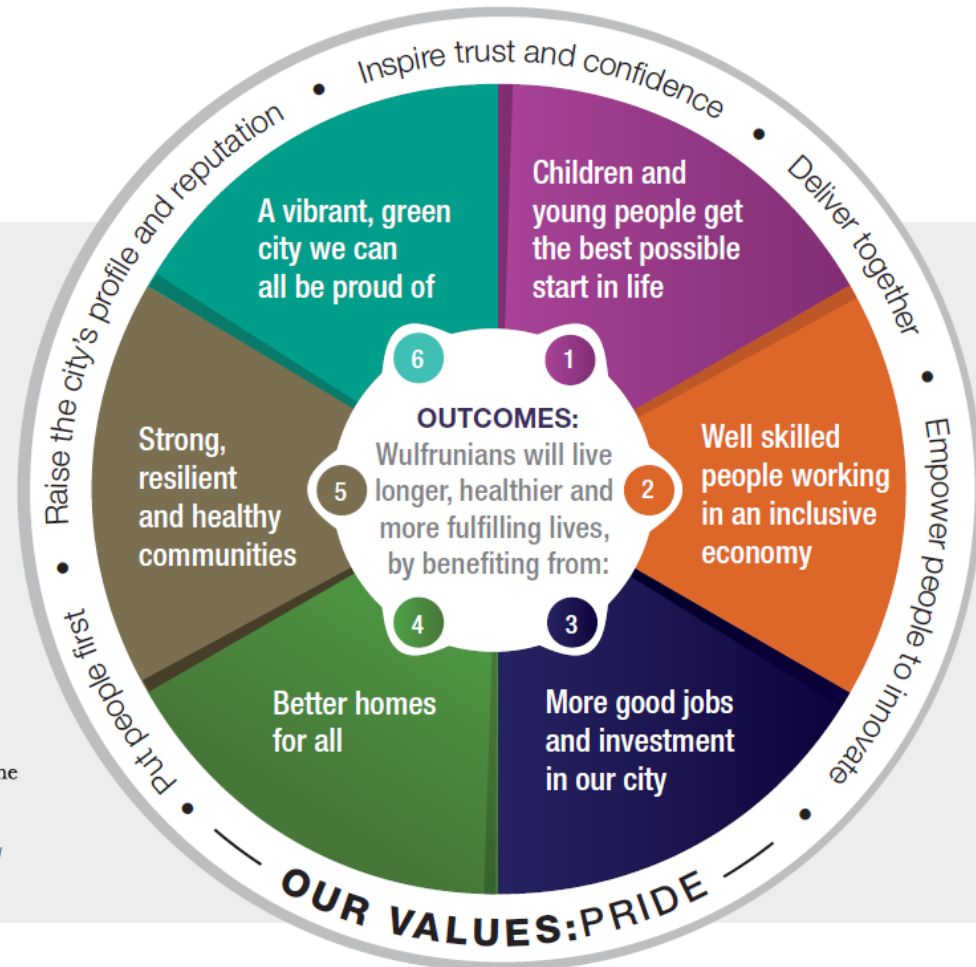 Put people first • Raise the city's profile and reputation • Inspire trust and confidence • Deliver together • Empower people to innovate •
OUR VALUES: PRIDE
OUTCOMES:
Wulfrunians will live
longer, healthier and
more fulfilling lives,
by benefiting from:
1
Children and
young people get
the best possible
start in life
2
Well skilled
people working
in an inclusive
economy
3
More good jobs
and investment
in our city
4
Better homes
for all
5
Strong,
resilient
and healthy
communities
6
A vibrant, green
city we can
all be proud of